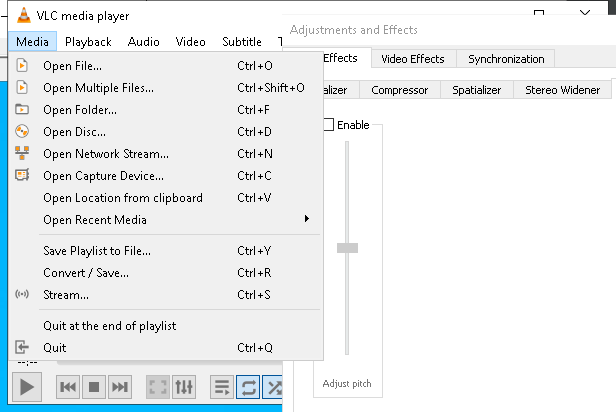 VLC media player
Adjustments and Effects
Media Playback Audio Video Subtitle T
Effects Video Effects Synchronization
alizer Compressor Spatializer Stereo Widener
Open File... Ctrl+O
Open Multiple Files... Ctrl+Shift+O
Open Folder... Ctrl+F
Open Disc... Ctrl+D
Open Network Stream... Ctrl+N
Open Capture Device... Ctrl+C
Open Location from clipboard Ctrl+V
Open Recent Media
Save Playlist to File... Ctrl+Y
Convert / Save... Ctrl+R
Stream... Ctrl+S
Quit at the end of playlist
Quit Ctrl+Q
Enable
Adjust pitch
--:--